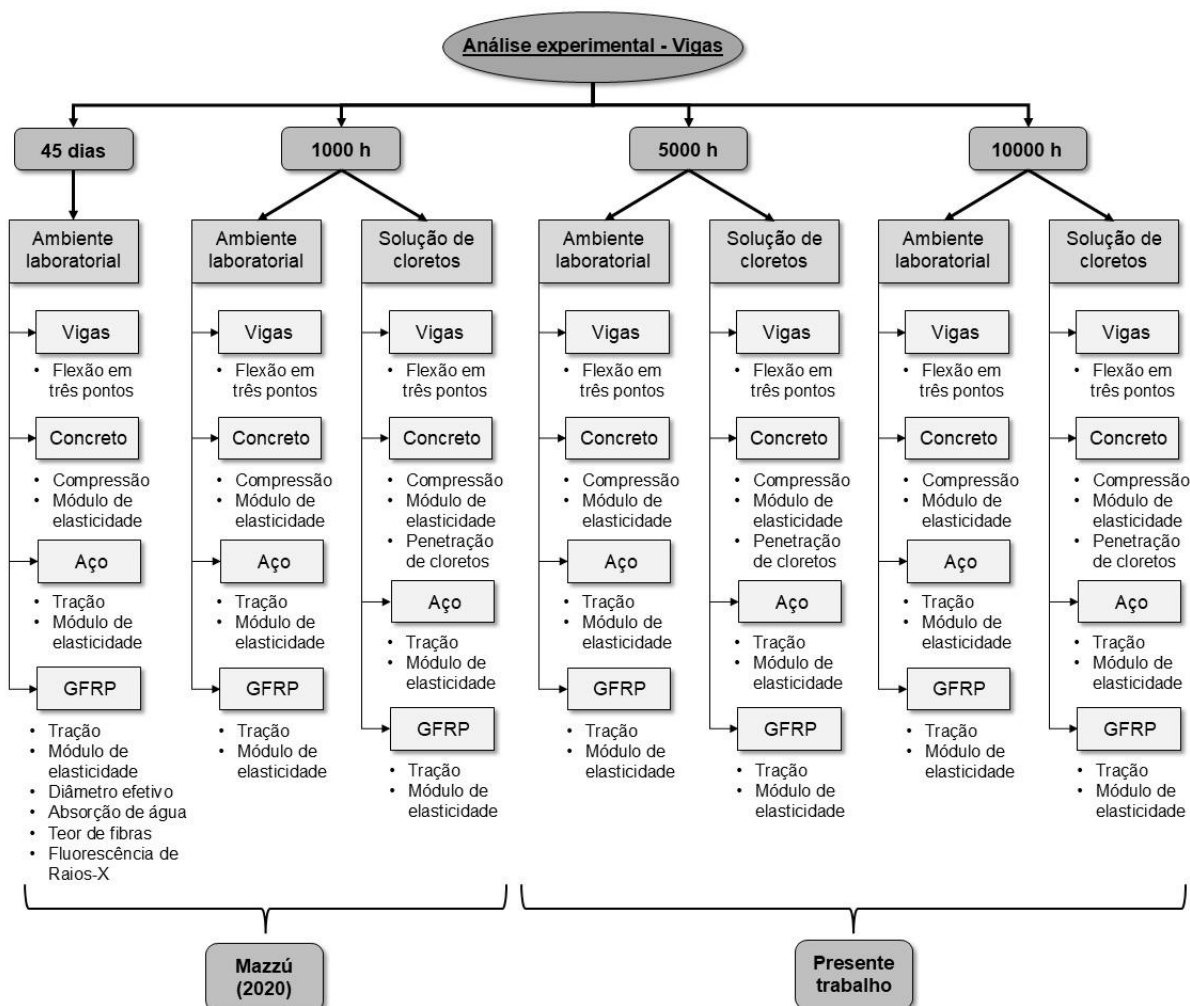 Análise experimental - Vigas
45 dias
1000 h
5000 h
10000 h
Ambiente
laboratorial
Vigas
• Flexão em
três pontos
Concreto
• Compressão
• Módulo de
elasticidade
Aço
• Tração
• Módulo de
elasticidade
GFRP
• Tração
• Módulo de
elasticidade
• Diâmetro efetivo
• Absorção de água
• Teor de fibras
• Fluorescência de
Raios-X
Ambiente
laboratorial
Vigas
• Flexão em
três pontos
Concreto
• Compressão
• Módulo de
elasticidade
Aço
• Tração
• Módulo de
elasticidade
GFRP
• Tração
• Módulo de
elasticidade
Solução de
cloretos
Vigas
• Flexão em
três pontos
Concreto
• Compressão
• Módulo de
elasticidade
• Penetração
de cloretos
Aço
• Tração
• Módulo de
elasticidade
GFRP
• Tração
• Módulo de
elasticidade
Ambiente
laboratorial
Vigas
• Flexão em
três pontos
Concreto
• Compressão
• Módulo de
elasticidade
Aço
• Tração
• Módulo de
elasticidade
GFRP
• Tração
• Módulo de
elasticidade
Solução de
cloretos
Vigas
• Flexão em
três pontos
Concreto
• Compressão
• Módulo de
elasticidade
• Penetração
de cloretos
Aço
• Tração
• Módulo de
elasticidade
GFRP
• Tração
• Módulo de
elasticidade
Ambiente
laboratorial
Vigas
• Flexão em
três pontos
Concreto
• Compressão
• Módulo de
elasticidade
Aço
• Tração
• Módulo de
elasticidade
GFRP
• Tração
• Módulo de
elasticidade
Solução de
cloretos
Vigas
• Flexão em
três pontos
Concreto
• Compressão
• Módulo de
elasticidade
• Penetração
de cloretos
Aço
• Tração
• Módulo de
elasticidade
GFRP
• Tração
• Módulo de
elasticidade
Mazzú
(2020)
Presente
trabalho